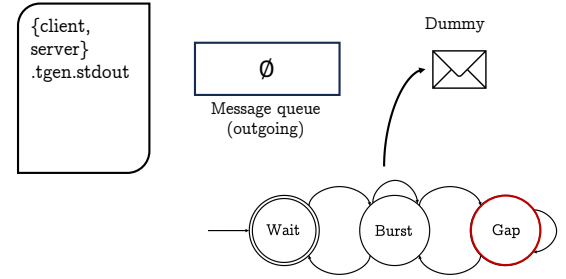 {client,
server}
.tgen.stdout
Dummy
∅
Message queue
(outgoing)
Wait
Burst
Gap